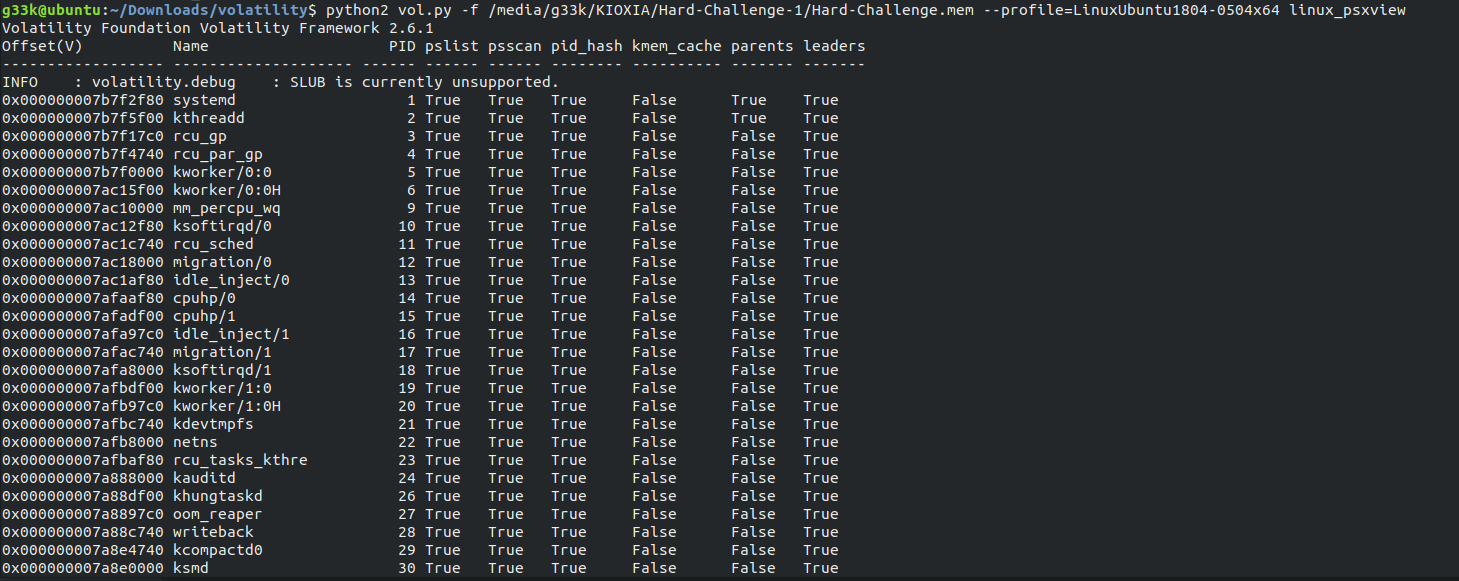 g33k@ubuntu:~/Downloads/volatility$ python2 vol.py -f /media/g33k/KIOXIA/Hard-Challenge-1/Hard-Challenge.mem --profile=LinuxUbuntu1804-0504x64 linux_psxview
Volatility Foundation Volatility Framework 2.6.1
Offset(V)          Name                    PID pslist psscan pid_hash kmem_cache parents leaders
------------------ -------------------- ------ ------ ------ -------- ---------- ------- -------
INFO    : volatility.debug    : SLUB is currently unsupported.
0x000000007b7f2f80 systemd                   1 True   True   True     False      True    True
0x000000007b7f5f00 kthreadd                  2 True   True   True     False      True    True
0x000000007b7f17c0 rcu_gp                    3 True   True   True     False      False   True
0x000000007b7f4740 rcu_par_gp                4 True   True   True     False      False   True
0x000000007b7f0000 kworker/0:0               5 True   True   True     False      False   True
0x000000007ac15f00 kworker/0:0H              6 True   True   True     False      False   True
0x000000007ac10000 mm_percpu_wq              9 True   True   True     False      False   True
0x000000007ac12f80 ksoftirqd/0              10 True   True   True     False      False   True
0x000000007ac1c740 rcu_sched                11 True   True   True     False      False   True
0x000000007ac18000 migration/0              12 True   True   True     False      False   True
0x000000007ac1af80 idle_inject/0            13 True   True   True     False      False   True
0x000000007afaaf80 cpuhp/0                  14 True   True   True     False      False   True
0x000000007afadf00 cpuhp/1                  15 True   True   True     False      False   True
0x000000007afa97c0 idle_inject/1            16 True   True   True     False      False   True
0x000000007afac740 migration/1              17 True   True   True     False      False   True
0x000000007afa8000 ksoftirqd/1              18 True   True   True     False      False   True
0x000000007afbdf00 kworker/1:0              19 True   True   True     False      False   True
0x000000007afb97c0 kworker/1:0H             20 True   True   True     False      False   True
0x000000007afbc740 kdevtmpfs                21 True   True   True     False      False   True
0x000000007afb8000 netns                    22 True   True   True     False      False   True
0x000000007afbaf80 rcu_tasks_kthre          23 True   True   True     False      False   True
0x000000007a888000 kauditd                  24 True   True   True     False      False   True
0x000000007a88df00 khungtaskd               26 True   True   True     False      False   True
0x000000007a8897c0 oom_reaper               27 True   True   True     False      False   True
0x000000007a88c740 writeback                28 True   True   True     False      False   True
0x000000007a8e4740 kcompactd0               29 True   True   True     False      False   True
0x000000007a8e0000 ksmd                     30 True   True   True     False      False   True